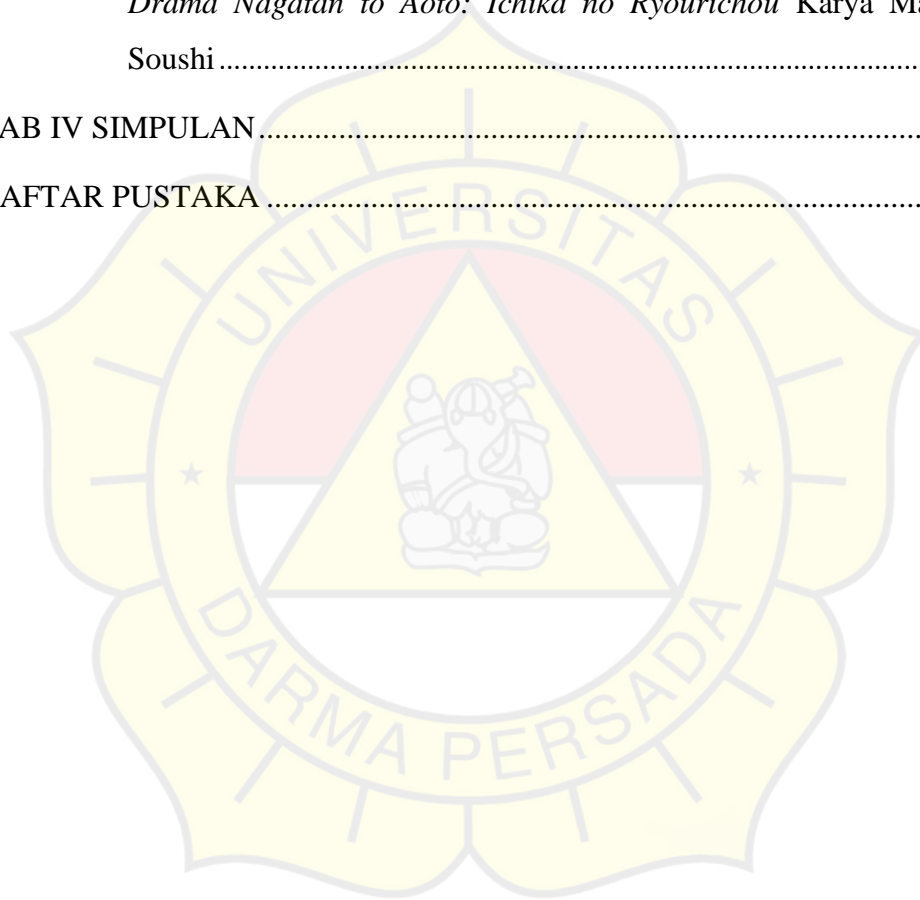 Drama Nagatan to Aoto: Ichika no Ryourichou Karya Ma
Soushi ..........................................................................................
AB IV SIMPULAN ........................................................................................
AFTAR PUSTAKA .......................................................................................
UNIVERSITAS
DARMA PERSADA